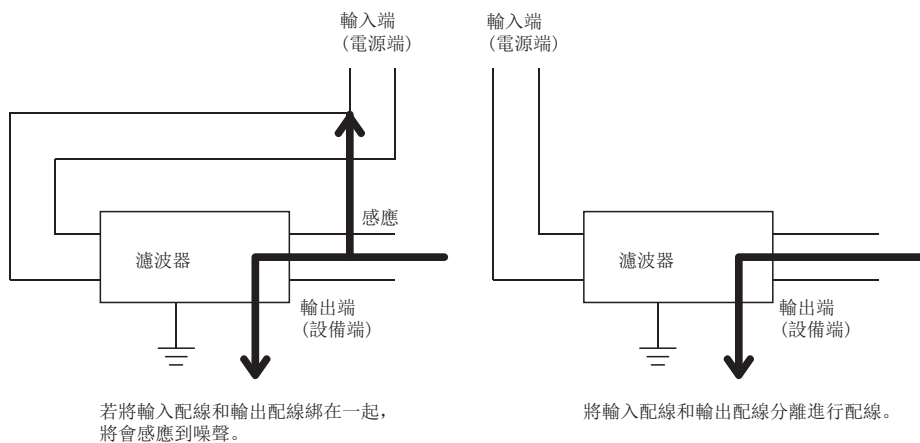 輸入端
(電源端)
感應
濾波器
輸出端
(設備端)
若將輸入配線和輸出配線綁在一起，
將會感應到噪聲。
輸入端
(電源端)
濾波器
輸出端
(設備端)
將輸入配線和輸出配線分離進行配線。